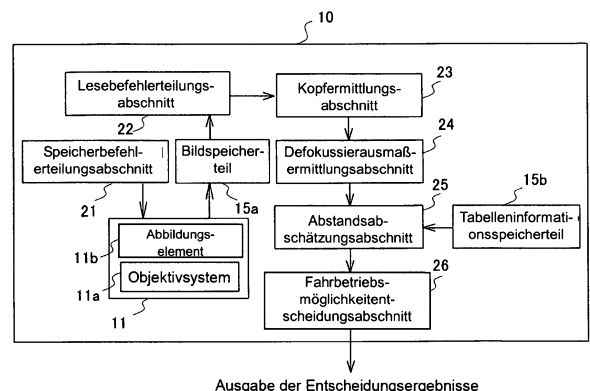 10
Lesebefehlerteilungs-
abschnitt
22
Kopfermittlungs-
abschnitt
23
Speicherbefehl-
erteilungsabschnitt
21
Bildspeicher-
teil
15a
Defokussierausmaß-
ermittlungsabschnitt
24
Abstandsab-
schätzungsabschnitt
25
Tabelleninformati-
onsspeicherteil
15b
Abbildungs-
element
11b
Objektivsystem
11a
11
Fahrbetriebs-
möglichkeitent-
scheidungsabschnitt
26
Ausgabe der Entscheidungsergebnisse